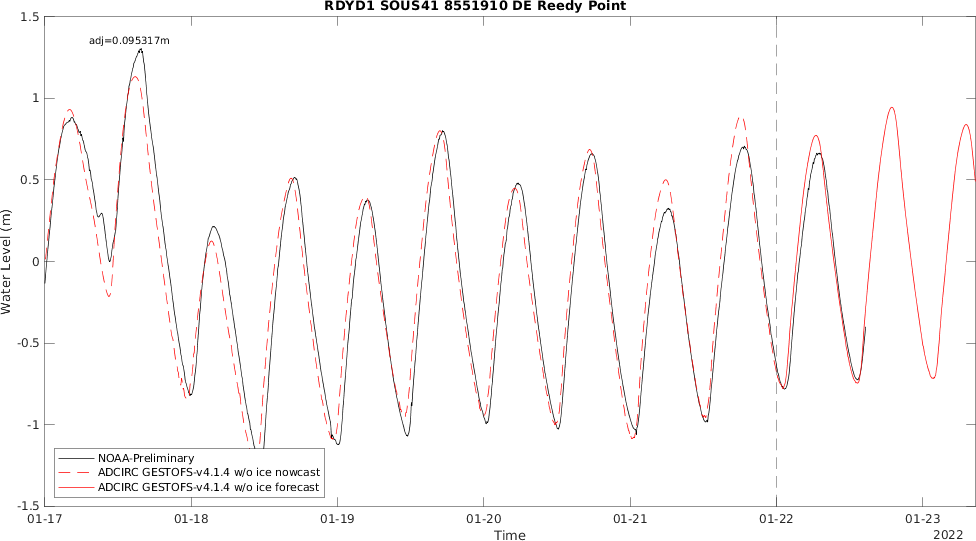 RDYD1 SOUS41 8551910 DE Reedy Point
adj=0.095317m
1.5
1
0.5
0
-0.5
-1
-1.5
Water Level (m)
NOAA-Preliminary
ADCIRC GESTOFS-v4.1.4 w/o ice nowcast
ADCIRC GESTOFS-v4.1.4 w/o ice forecast
01-17 01-18 01-19 01-20 01-21 01-22 01-23
Time
2022